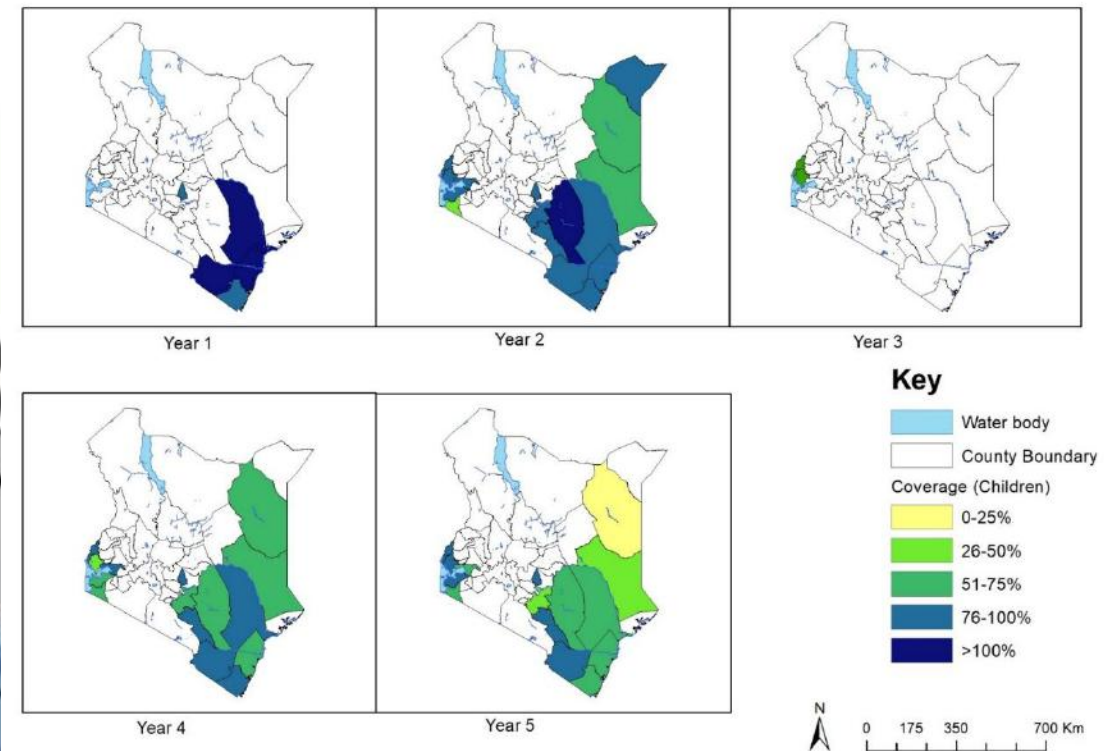 Year 1
Year 2
Year 3
Key
Water body
County Boundary
Coverage (Children)
0-25%
26-50%
51-75%
76-100%
>100%
Year 4
Year 5
N
0 175 350 700 Km